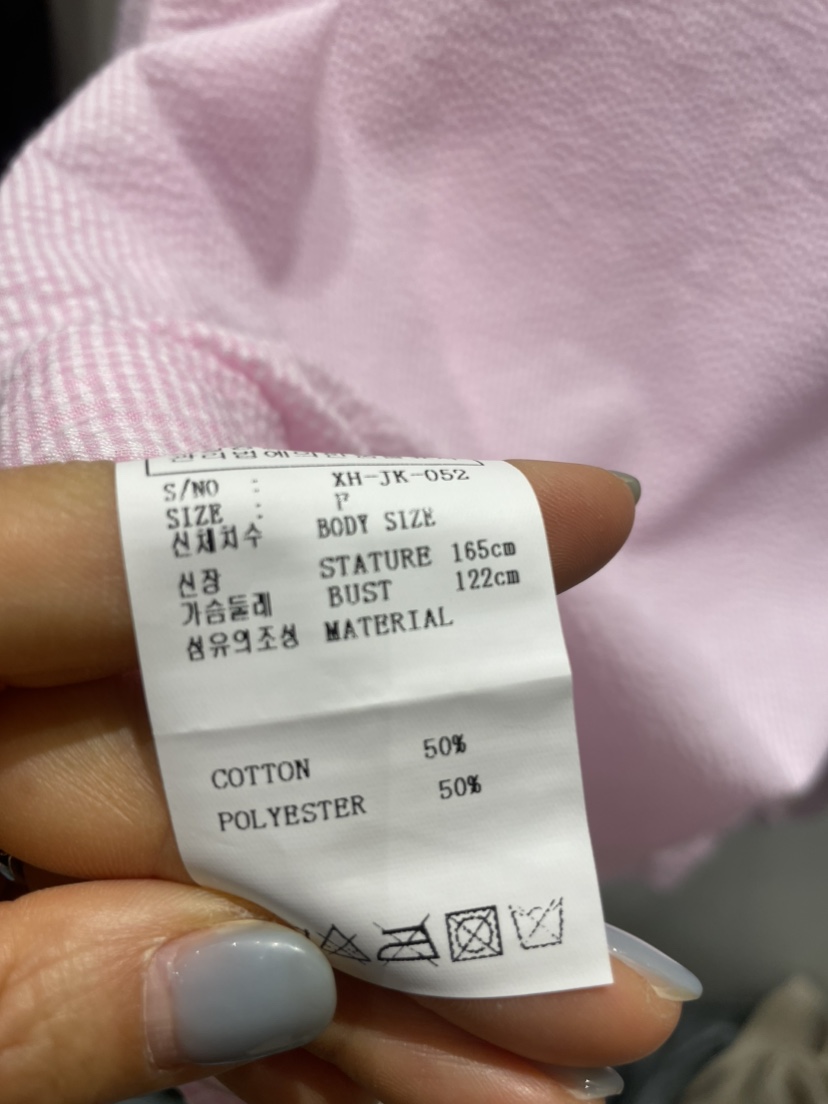 S/NO : XH-JK-052
SIZE : F
신체치수 BODY SIZE
신장 STATURE 165cm
가슴둘레 BUST 122cm
섬유의조성 MATERIAL
COTTON 50%
POLYESTER 50%